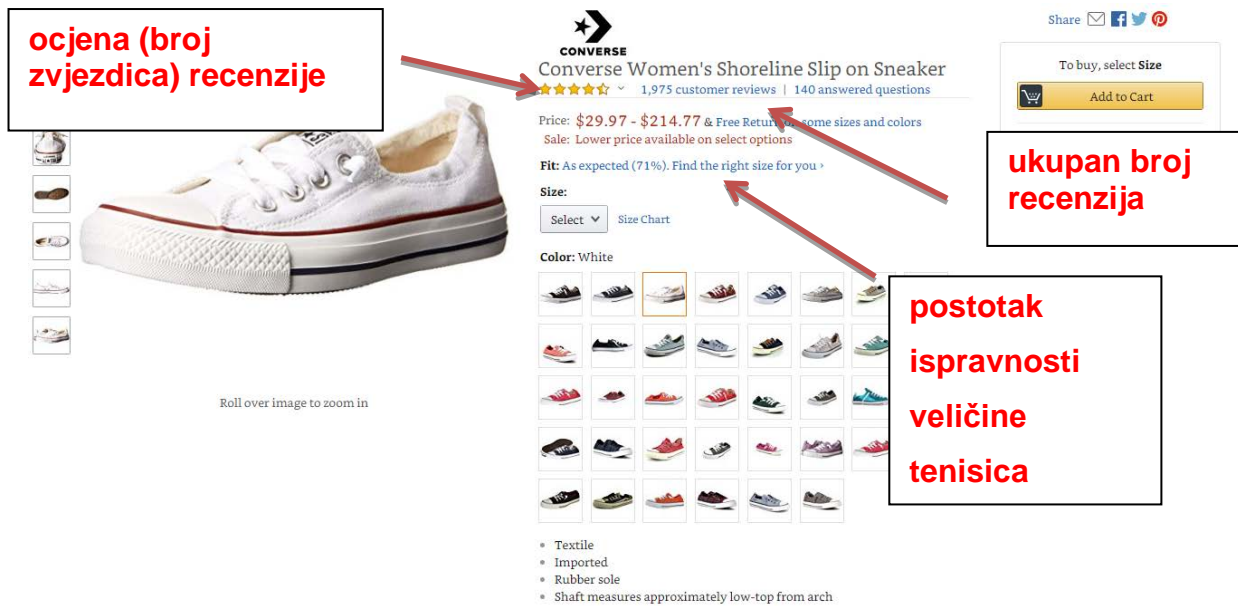 ocjena (broj
zvjezdica) recenzije
CONVERSE
Converse Women's Shoreline Slip on Sneaker
1,975 customer reviews | 140 answered questions
Price: $29.97 - $214.77 & Free Return on some sizes and colors
Sale: Lower price available on select options
Fit: As expected (71%). Find the right size for you ›
Size:
Select Size Chart
Color: White
Roll over image to zoom in
• Textile
• Imported
• Rubber sole
• Shaft measures approximately low-top from arch
Share
To buy, select Size
Add to Cart
ukupan broj
recenzija
postotak
ispravnosti
veličine
tenisica